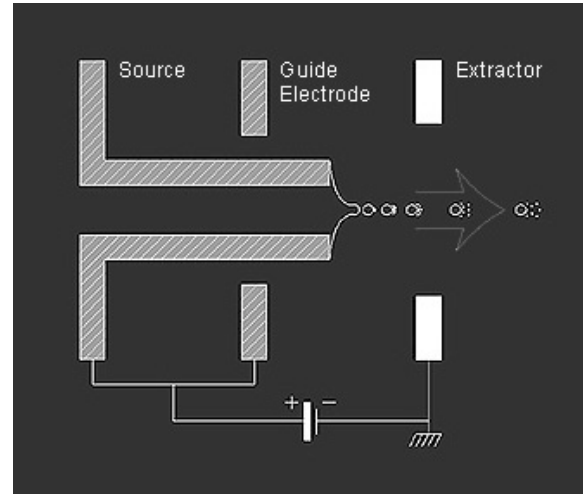 Source
Guide
Electrode
Extractor
+ −